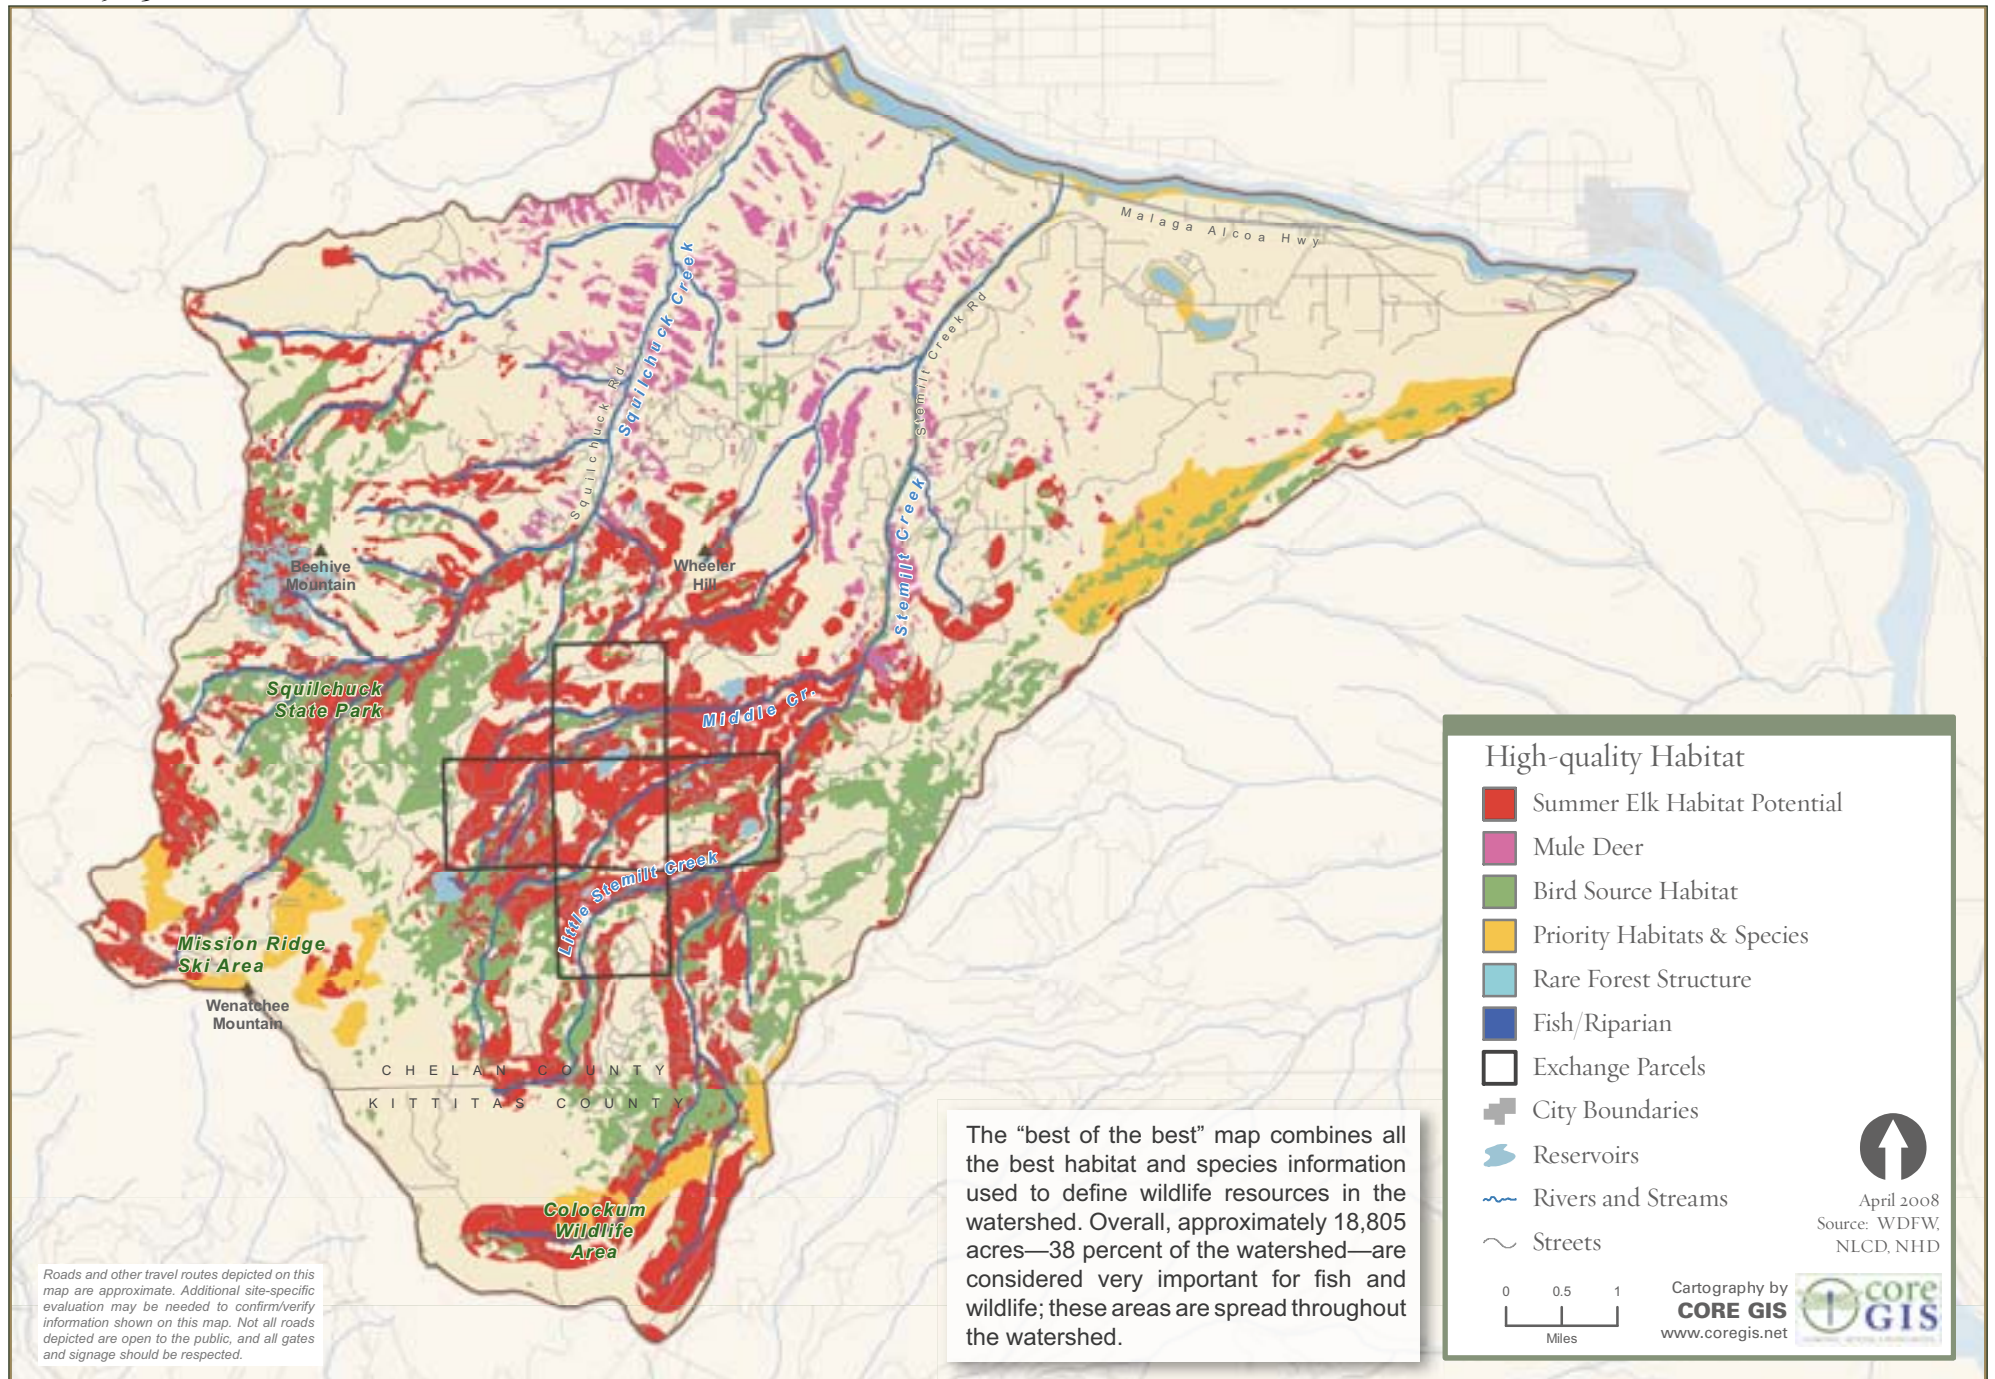 Malaga Alcoa Hwy
Squilchuck Creek
Squilchuck Rd
Stemilt Creek Rd
Stemilt Creek
Beehive
Mountain
Wheeler
Hill
Squilchuck
State Park
Middle Cr.
Little Stemilt Creek
Mission Ridge
Ski Area
Wenatchee
Mountain
CHELAN COUNTY
KITTITAS COUNTY
Colockum
Wildlife
Area
High-quality Habitat
Summer Elk Habitat Potential
Mule Deer
Bird Source Habitat
Priority Habitats & Species
Rare Forest Structure
Fish/Riparian
Exchange Parcels
City Boundaries
Reservoirs
Rivers and Streams
Streets
April 2008
Source: WDFW,
NLCD, NHD
0 0.5 1
Miles
Cartography by
CORE GIS
www.coregis.net
core
GIS
The “best of the best” map combines all
the best habitat and species information
used to define wildlife resources in the
watershed. Overall, approximately 18,805
acres—38 percent of the watershed—are
considered very important for fish and
wildlife; these areas are spread throughout
the watershed.
Roads and other travel routes depicted on this
map are approximate. Additional site-specific
evaluation may be needed to confirm/verify
information shown on this map. Not all roads
depicted are open to the public, and all gates
and signage should be respected.